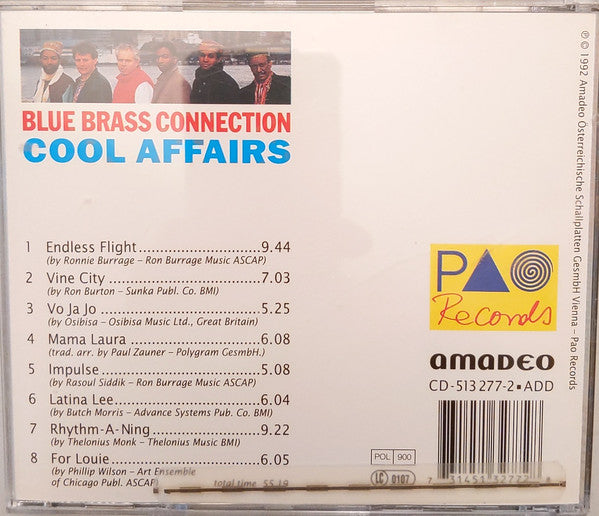 BLUE BRASS CONNECTION
COOL AFFAIRS
1 Endless Flight..............................9.44
(by Ronnie Burrage – Ron Burrage Music ASCAP)
2 Vine City.....................................7.03
(by Ron Burton – Sunka Publ. Co. BMI)
3 Vo Ja Jo......................................5.25
(by Osibisa – Osibisa Music Ltd., Great Britain)
4 Mama Laura................................6.08
(trad. arr. by Paul Zauner – Polygram GesmbH.)
5 Impulse.......................................5.08
(by Rasoul Siddik – Ron Burrage Music ASCAP)
6 Latina Lee...................................6.04
(by Butch Morris – Advance Systems Pub. Co. BMI)
7 Rhythm-A-Ning..........................9.22
(by Thelonius Monk – Thelonius Music BMI)
8 For Louie....................................6.05
(by Phillip Wilson – Art Ensemble
of Chicago Publ. ASCAP)
total time 55.19
PAO
Records
AMADEO
CD-513 277-2 ▪ ADD
POL 900
LC 0107
7 31451 32772 8
℗ © 1992 Amadeo Österreichische Schallplatten GesmbH Vienna – Pao Records